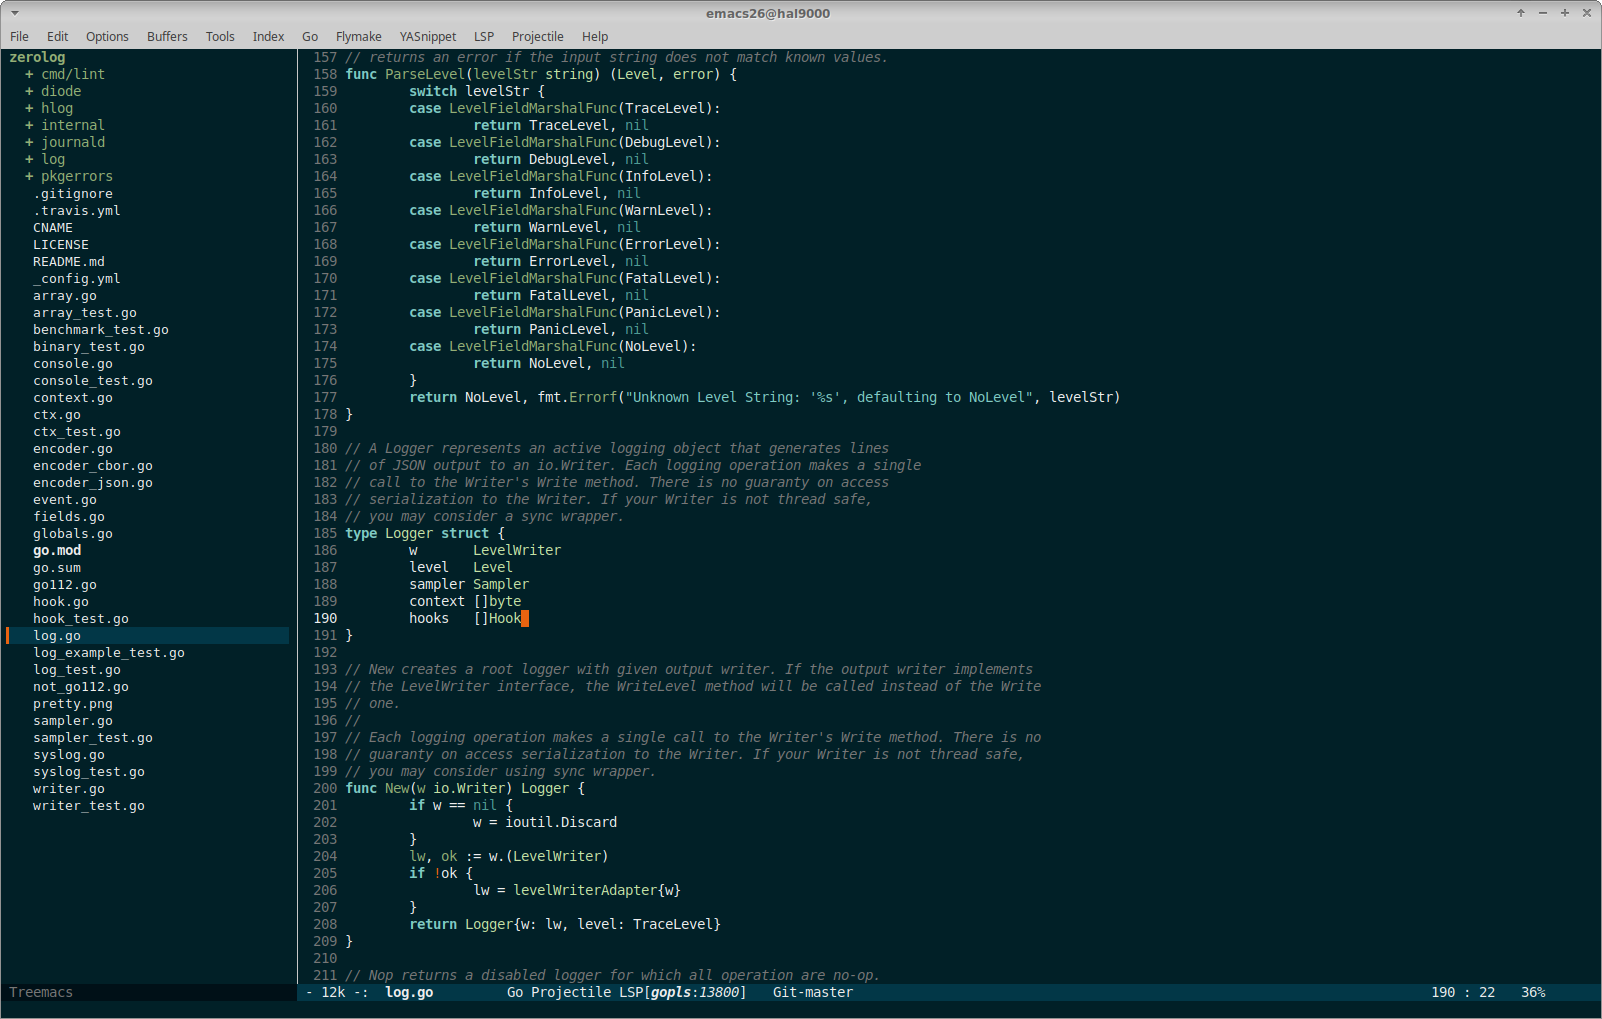 emacs26@hal9000
File Edit Options Buffers Tools Index Go Flymake YASnippet LSP Projectile Help
zerolog
+ cmd/lint
+ diode
+ hlog
+ internal
+ journald
+ log
+ pkgerrors
.gitignore
.travis.yml
CNAME
LICENSE
README.md
_config.yml
array.go
array_test.go
benchmark_test.go
binary_test.go
console.go
console_test.go
context.go
ctx.go
ctx_test.go
encoder.go
encoder_cbor.go
encoder_json.go
event.go
fields.go
globals.go
go.mod
go.sum
go112.go
hook.go
hook_test.go
log.go
log_example_test.go
log_test.go
not_go112.go
pretty.png
sampler.go
sampler_test.go
syslog.go
syslog_test.go
writer.go
writer_test.go
Treemacs
157 // returns an error if the input string does not match known values.
158 func ParseLevel(levelStr string) (Level, error) {
159         switch levelStr {
160         case LevelFieldMarshalFunc(TraceLevel):
161                 return TraceLevel, nil
162         case LevelFieldMarshalFunc(DebugLevel):
163                 return DebugLevel, nil
164         case LevelFieldMarshalFunc(InfoLevel):
165                 return InfoLevel, nil
166         case LevelFieldMarshalFunc(WarnLevel):
167                 return WarnLevel, nil
168         case LevelFieldMarshalFunc(ErrorLevel):
169                 return ErrorLevel, nil
170         case LevelFieldMarshalFunc(FatalLevel):
171                 return FatalLevel, nil
172         case LevelFieldMarshalFunc(PanicLevel):
173                 return PanicLevel, nil
174         case LevelFieldMarshalFunc(NoLevel):
175                 return NoLevel, nil
176         }
177         return NoLevel, fmt.Errorf("Unknown Level String: '%s', defaulting to NoLevel", levelStr)
178 }
179
180 // A Logger represents an active logging object that generates lines
181 // of JSON output to an io.Writer. Each logging operation makes a single
182 // call to the Writer's Write method. There is no guaranty on access
183 // serialization to the Writer. If your Writer is not thread safe,
184 // you may consider a sync wrapper.
185 type Logger struct {
186         w       LevelWriter
187         level   Level
188         sampler Sampler
189         context []byte
190         hooks   []Hook
191 }
192
193 // New creates a root logger with given output writer. If the output writer implements
194 // the LevelWriter interface, the WriteLevel method will be called instead of the Write
195 // one.
196 //
197 // Each logging operation makes a single call to the Writer's Write method. There is no
198 // guaranty on access serialization to the Writer. If your Writer is not thread safe,
199 // you may consider using sync wrapper.
200 func New(w io.Writer) Logger {
201         if w == nil {
202                 w = ioutil.Discard
203         }
204         lw, ok := w.(LevelWriter)
205         if !ok {
206                 lw = levelWriterAdapter{w}
207         }
208         return Logger{w: lw, level: TraceLevel}
209 }
210
211 // Nop returns a disabled logger for which all operation are no-op.
- 12k -:  log.go         Go Projectile LSP[gopls:13800]   Git-master   190 : 22   36%